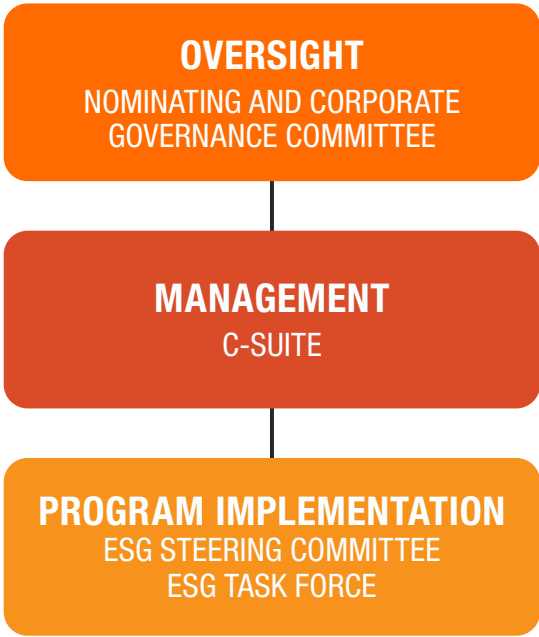 OVERSIGHT
NOMINATING AND CORPORATE
GOVERNANCE COMMITTEE
MANAGEMENT
C-SUITE
PROGRAM IMPLEMENTATION
ESG STEERING COMMITTEE
ESG TASK FORCE